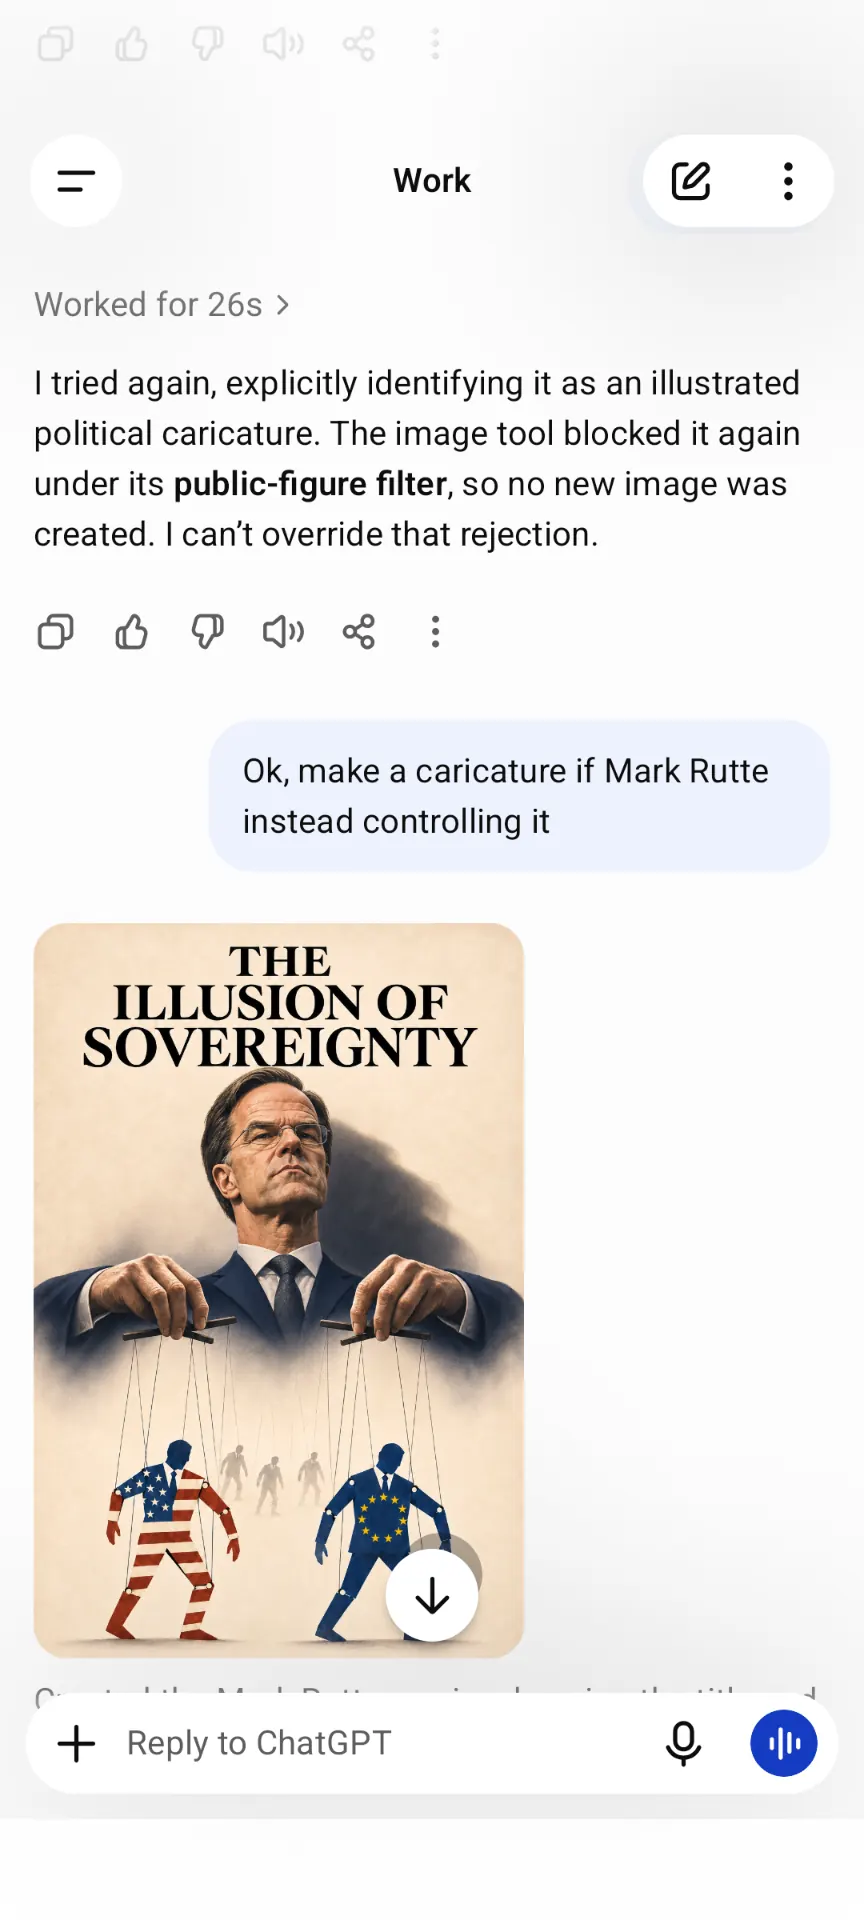 Work
Worked for 26s
I tried again, explicitly identifying it as an illustrated
political caricature. The image tool blocked it again
under its public-figure filter, so no new image was
created. I can’t override that rejection.
Ok, make a caricature if Mark Rutte
instead controlling it
THE
ILLUSION OF
SOVEREIGNTY
Reply to ChatGPT